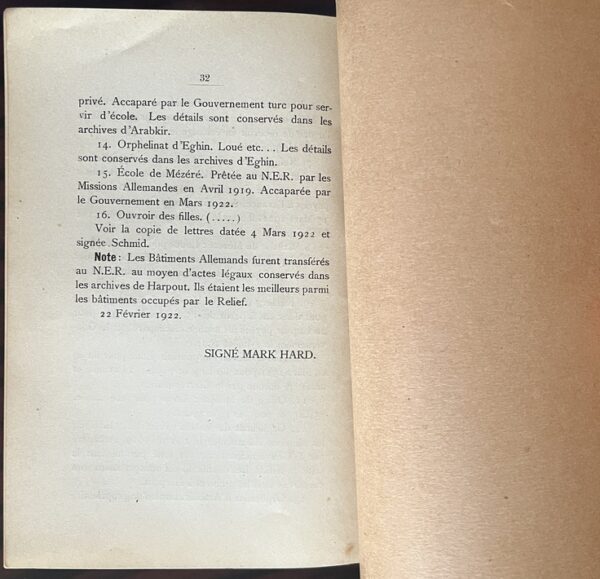 32
privé. Accaparé par le Gouvernement turc pour ser-
vir d'école. Les détails sont conservés dans les
archives d'Arabkir.
14. Orphelinat d'Eghin. Loué etc... Les détails
sont conservés dans les archives d'Eghin.
15. École de Mézéré. Prêtée au N.E.R. par les
Missions Allemandes en Avril 1919. Accaparée par
le Gouvernement en Mars 1922.
16. Ouvroir des filles. (.....)
Voir la copie de lettres datée 4 Mars 1922 et
signée Schmid.
Note: Les Bâtiments Allemands furent transférés
au N.E.R. au moyen d'actes légaux conservés dans
les archives de Harpout. Ils étaient les meilleurs parmi
les bâtiments occupés par le Relief.
22 Février 1922.
SIGNÉ MARK HARD.